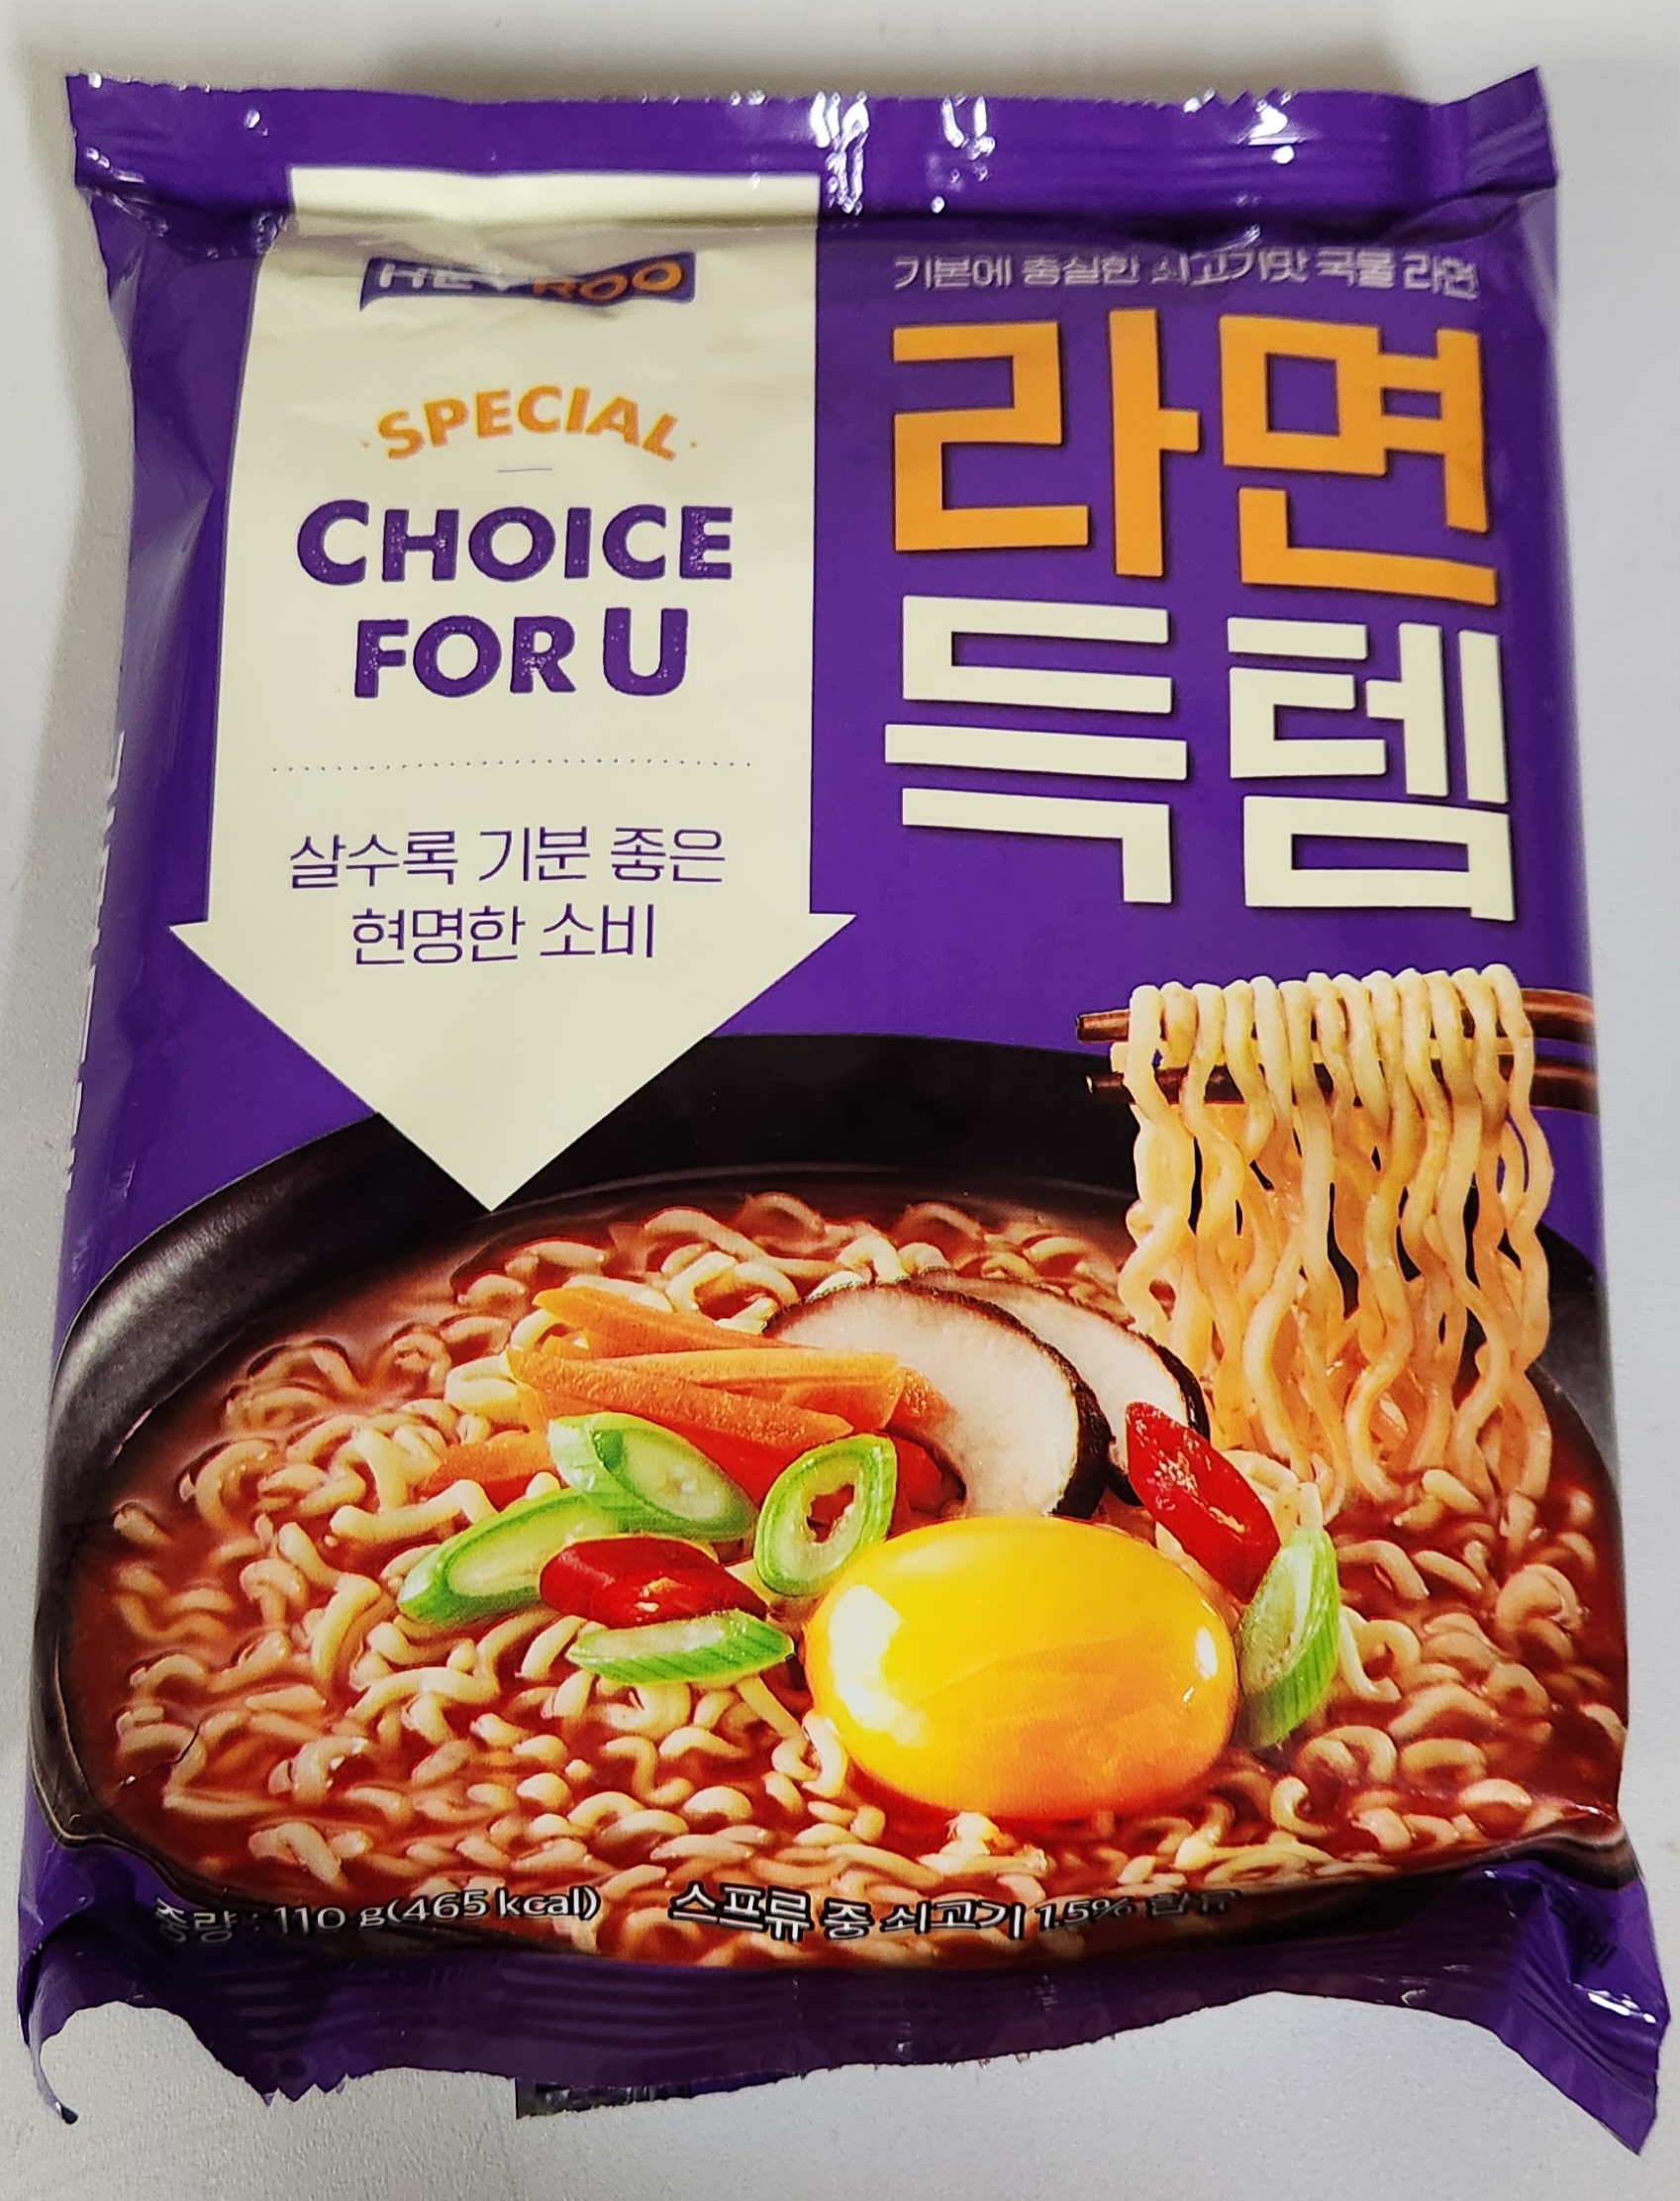 HEYROO
SPECIAL
CHOICE
FOR U
살수록 기분 좋은
현명한 소비
기본에 충실한 쇠고기맛 국물 라면
라면
득템
중량 : 110 g(465 kcal)
스프류 중 쇠고기 1.5% 함유